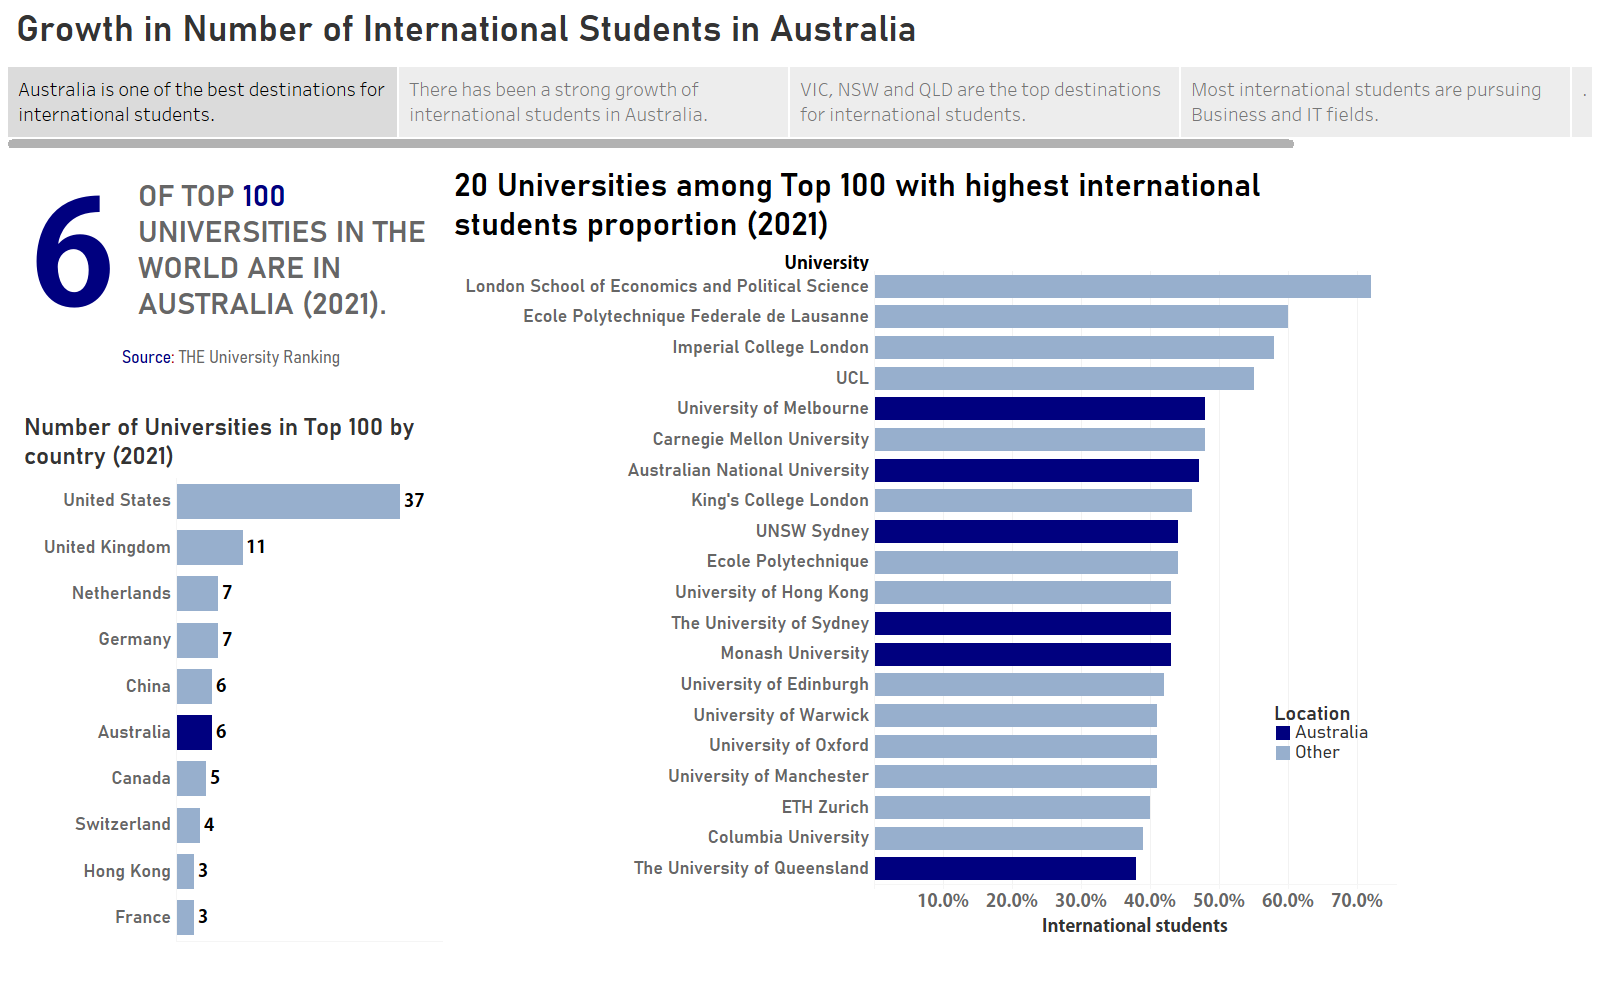 Growth in Number of International Students in Australia
Australia is one of the best destinations for
international students.
There has been a strong growth of
international students in Australia.
VIC, NSW and QLD are the top destinations
for international students.
Most international students are pursuing
Business and IT fields.
.
6
OF TOP 100
UNIVERSITIES IN THE
WORLD ARE IN
AUSTRALIA (2021).
Source: THE University Ranking
Number of Universities in Top 100 by
country (2021)
United States 37
United Kingdom 11
Netherlands 7
Germany 7
China 6
Australia 6
Canada 5
Switzerland 4
Hong Kong 3
France 3
20 Universities among Top 100 with highest international
students proportion (2021)
University
London School of Economics and Political Science
Ecole Polytechnique Federale de Lausanne
Imperial College London
UCL
University of Melbourne
Carnegie Mellon University
Australian National University
King's College London
UNSW Sydney
Ecole Polytechnique
University of Hong Kong
The University of Sydney
Monash University
University of Edinburgh
University of Warwick
University of Oxford
University of Manchester
ETH Zurich
Columbia University
The University of Queensland
10.0% 20.0% 30.0% 40.0% 50.0% 60.0% 70.0%
International students
Location
Australia
Other